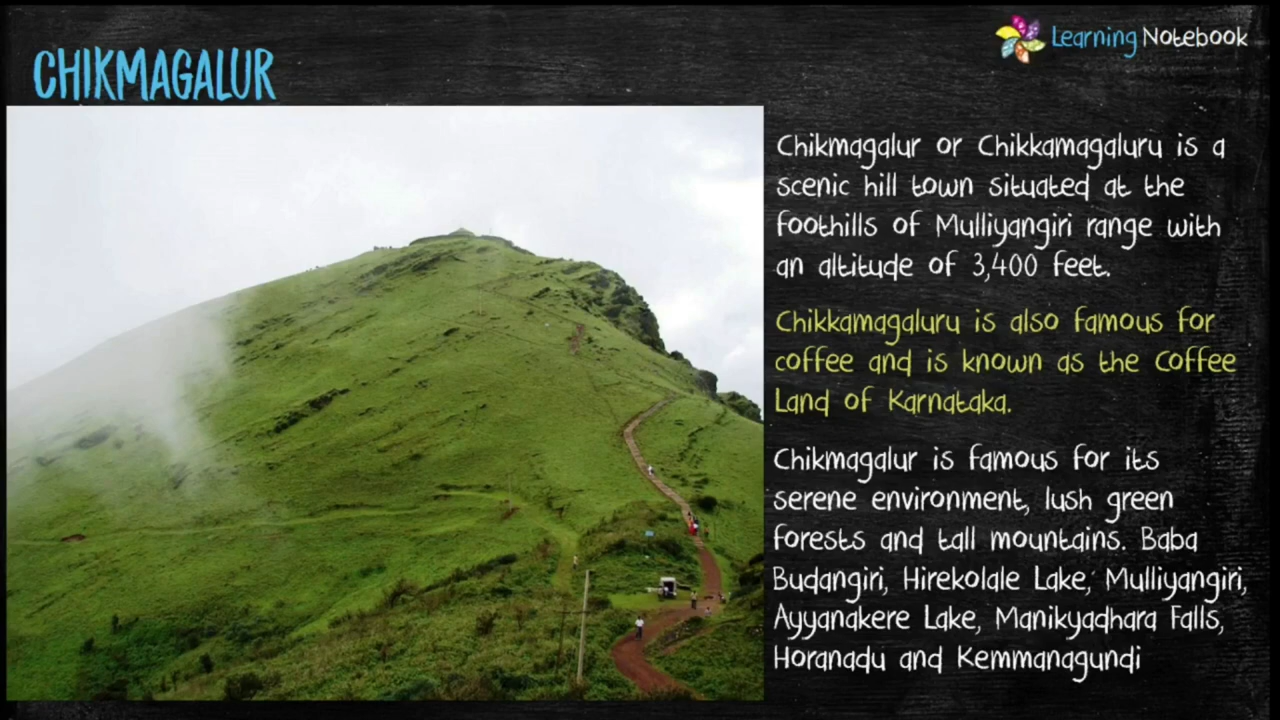 CHIKMAGALUR
Learning Notebook
Chikmagalur or Chikkamagaluru is a
scenic hill town situated at the
foothills of Mulliyangiri range with
an altitude of 3,400 feet.
Chikkamagaluru is also famous for
coffee and is known as the Coffee
Land of Karnataka.
Chikmagalur is famous for its
serene environment, lush green
forests and tall mountains. Baba
Budangiri, Hirekolale Lake, Mulliyangiri,
Ayyanakere Lake, Manikyadhara Falls,
Horanadu and Kemmanagundi